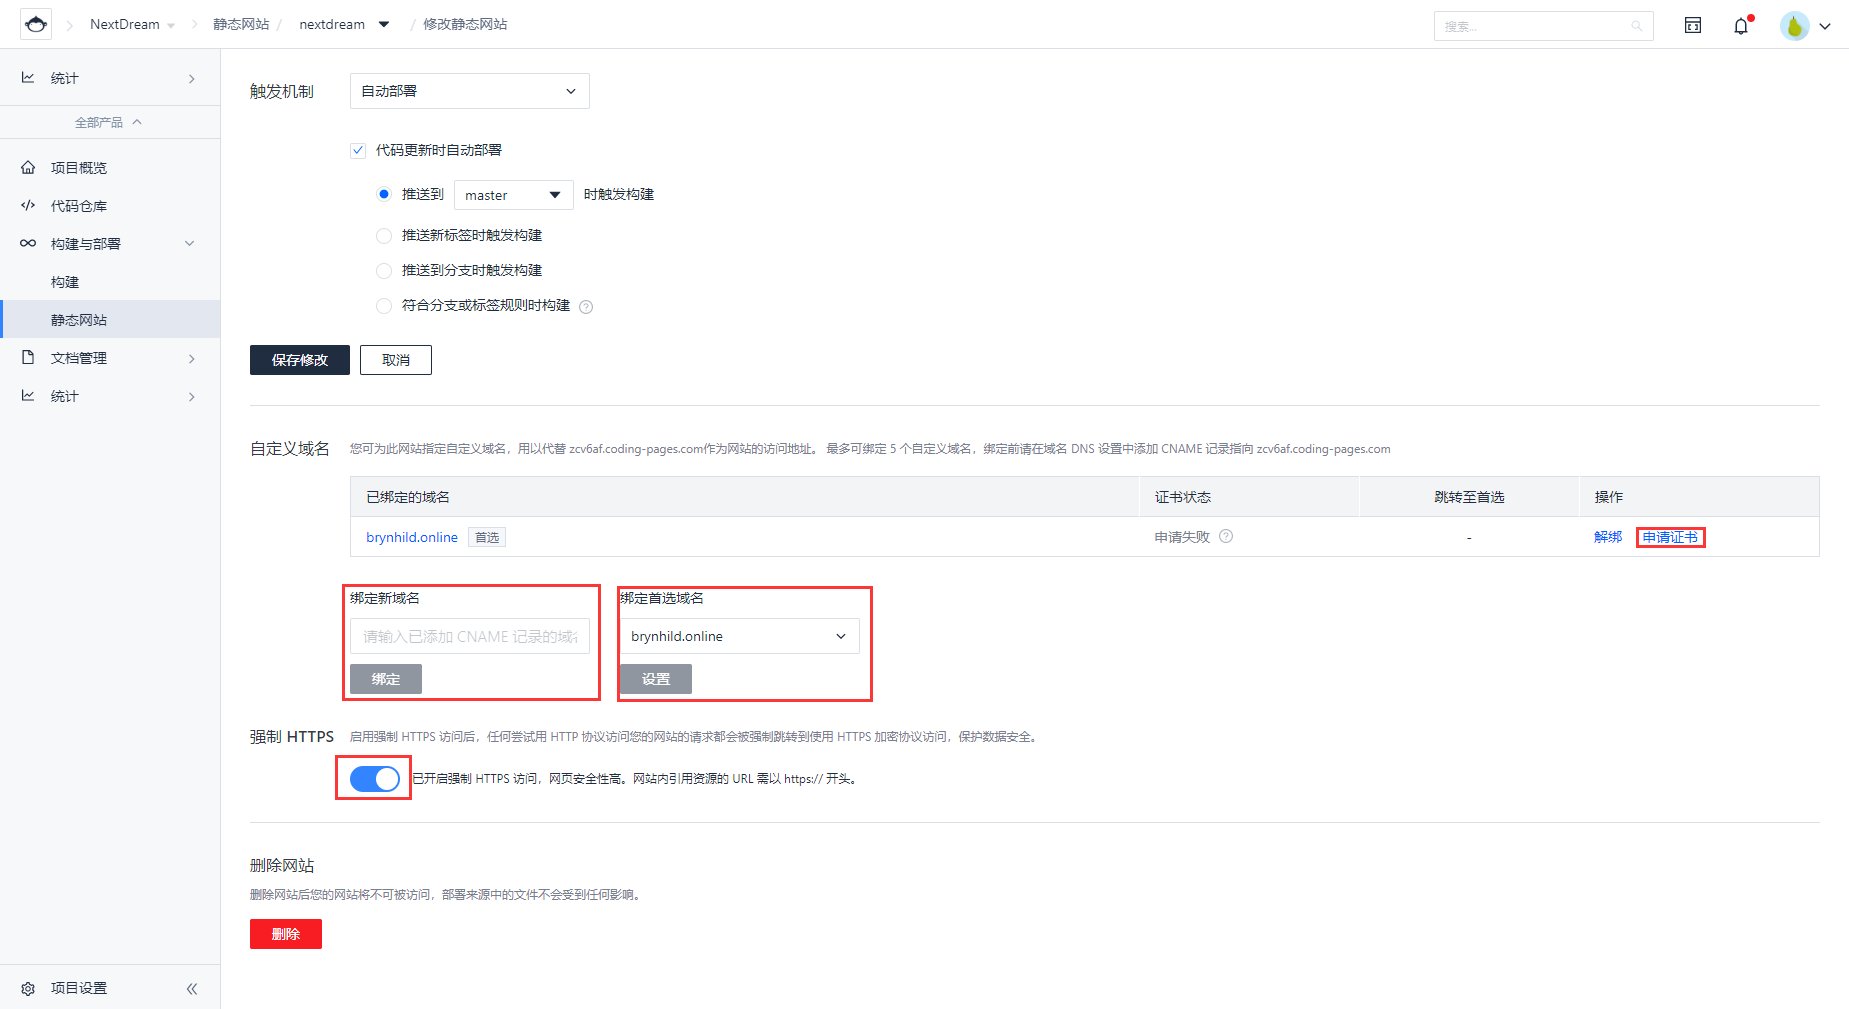 NextDream
静态网站 /
nextdream
/ 修改静态网站
搜索...
统计
全部产品
项目概览
代码仓库
构建与部署
构建
静态网站
文档管理
统计
项目设置
触发机制
自动部署
代码更新时自动部署
推送到 master 时触发构建
推送新标签时触发构建
推送到分支时触发构建
符合分支或标签规则时构建 ?
保存修改 取消
自定义域名 您可为此网站指定自定义域名，用以代替 zcv6af.coding-pages.com作为网站的访问地址。 最多可绑定 5 个自定义域名，绑定前请在域名 DNS 设置中添加 CNAME 记录指向 zcv6af.coding-pages.com
已绑定的域名 证书状态 跳转至首选 操作
brynhild.online 首选 申请失败 ? - 解绑 申请证书
绑定新域名 绑定首选域名
请输入已添加 CNAME 记录的域名 brynhild.online
绑定 设置
强制 HTTPS 启用强制 HTTPS 访问后，任何尝试用 HTTP 协议访问您的网站的请求都会被强制跳转到使用 HTTPS 加密协议访问，保护数据安全。
已开启强制 HTTPS 访问，网页安全性高。网站内引用资源的 URL 需以 https:// 开头。
删除网站
删除网站后您的网站将不可被访问，部署来源中的文件不会受到任何影响。
删除